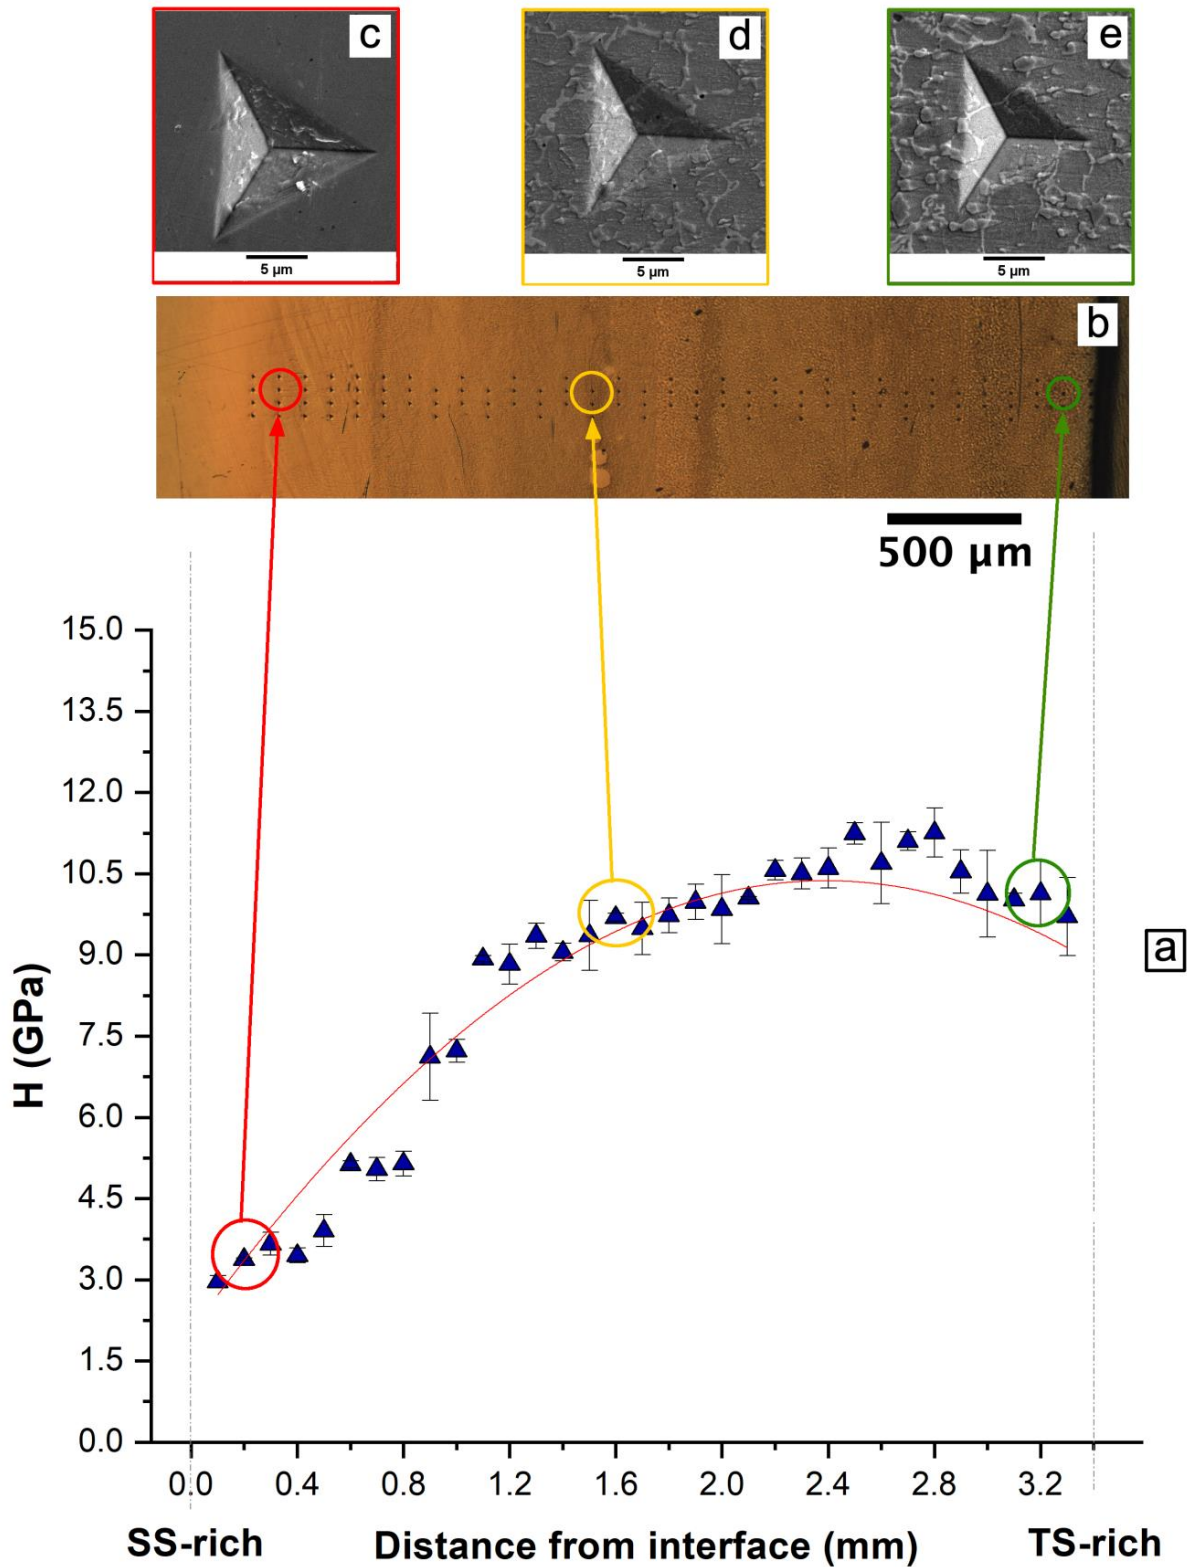 c
d
e
5 µm
5 µm
5 µm
b
500 µm
15.0
13.5
12.0
10.5
9.0
7.5
6.0
4.5
3.0
1.5
0.0
H (GPa)
a
0.0 0.4 0.8 1.2 1.6 2.0 2.4 2.8 3.2
SS-rich Distance from interface (mm) TS-rich